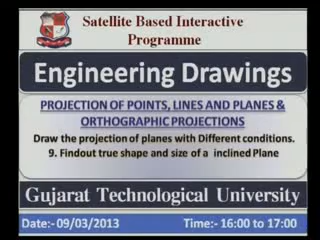 Satellite Based Interactive
Programme
Engineering Drawings
PROJECTION OF POINTS, LINES AND PLANES &
ORTHOGRAPHIC PROJECTIONS
Draw the projection of planes with Different conditions.
9. Findout true shape and size of a inclined Plane
Gujarat Technological University
Date:- 09/03/2013 Time:- 16:00 to 17:00